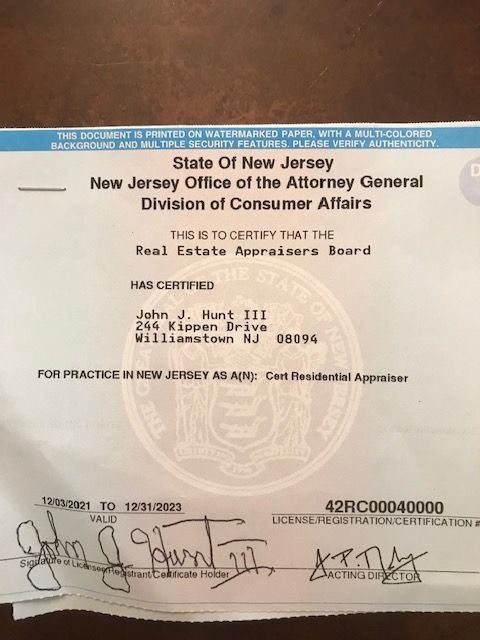 THIS DOCUMENT IS PRINTED ON WATERMARKED PAPER, WITH A MULTI-COLORED
BACKGROUND AND MULTIPLE SECURITY FEATURES. PLEASE VERIFY AUTHENTICITY.
State Of New Jersey
New Jersey Office of the Attorney General
Division of Consumer Affairs
THIS IS TO CERTIFY THAT THE
Real Estate Appraisers Board
HAS CERTIFIED
John J. Hunt III
244 Kippen Drive
Williamstown NJ 08094
FOR PRACTICE IN NEW JERSEY AS A(N): Cert Residential Appraiser
12/03/2021 TO 12/31/2023
VALID
42RC00040000
LICENSE/REGISTRATION/CERTIFICATION #
John J Hunt III
Signature of Licensee/Registrant/Certificate Holder
ACTING DIRECTOR